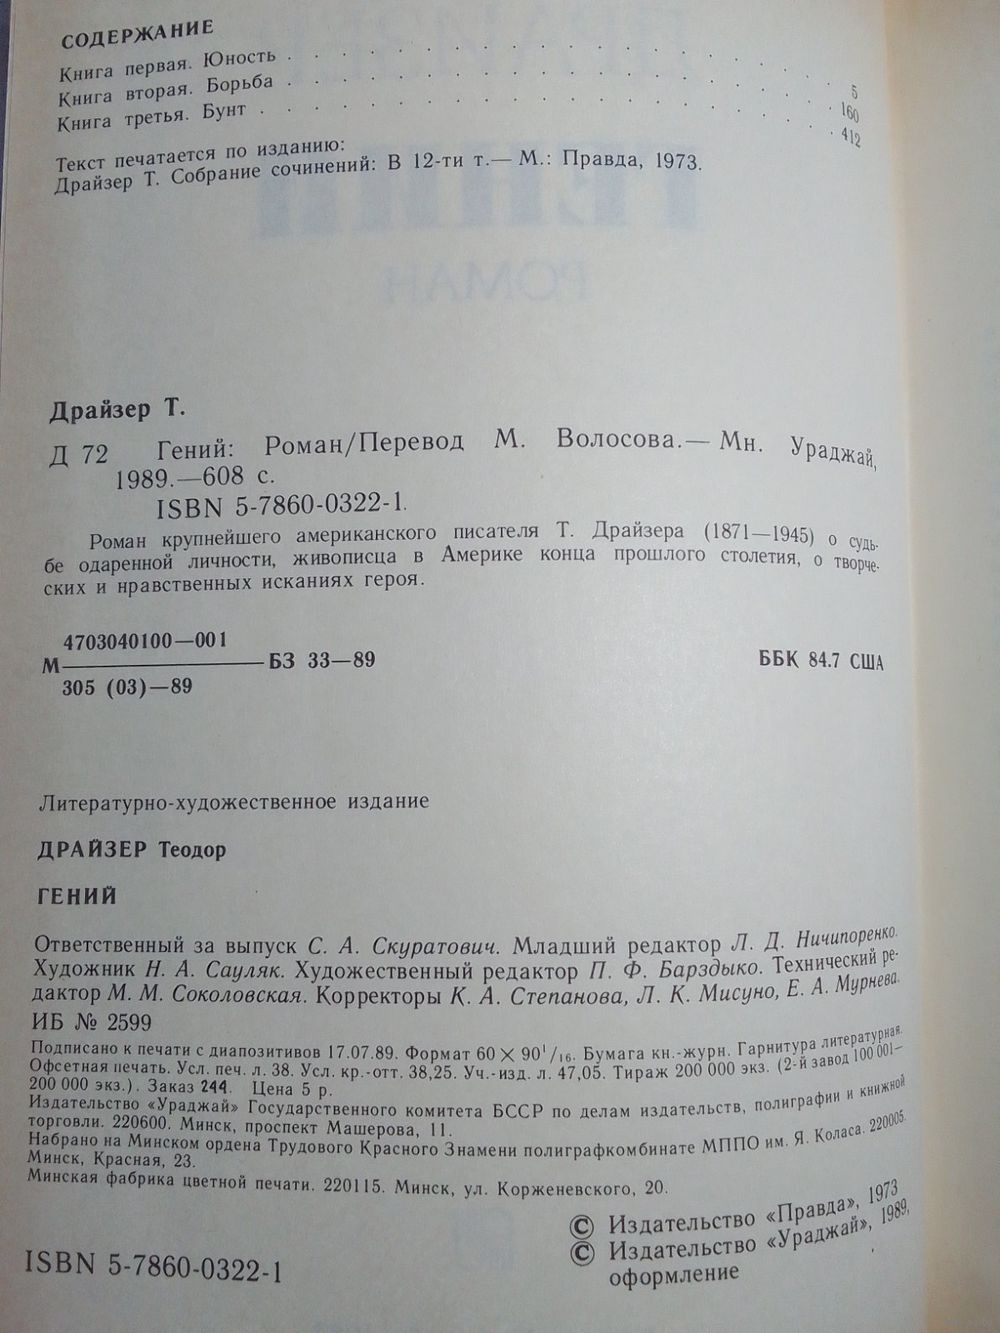 СОДЕРЖАНИЕ
Книга первая. Юность . . . . . . . . . . . . . . . . . 5
Книга вторая. Борьба . . . . . . . . . . . . . . . . . 160
Книга третья. Бунт . . . . . . . . . . . . . . . . . . 412
Текст печатается по изданию:
Драйзер Т. Собрание сочинений: В 12-ти т.— М.: Правда, 1973.
ГЕНИЙ
РОМАН
Драйзер Т.
Д 72 Гений: Роман/Перевод М. Волосова.— Мн. Ураджай,
1989.—608 с.
ISBN 5-7860-0322-1.
Роман крупнейшего американского писателя Т. Драйзера (1871—1945) о судь-
бе одаренной личности, живописца в Америке конца прошлого столетия, о творче-
ских и нравственных исканиях героя.
4703040100—001
М———БЗ 33—89 ББК 84.7 США
305 (03)—89
Литературно-художественное издание
ДРАЙЗЕР Теодор
ГЕНИЙ
Ответственный за выпуск С. А. Скуратович. Младший редактор Л. Д. Ничипоренко.
Художник Н. А. Сауляк. Художественный редактор П. Ф. Барздыко. Технический ре-
дактор М. М. Соколовская. Корректоры К. А. Степанова, Л. К. Мисуно, Е. А. Мурнева.
ИБ № 2599
Подписано к печати с диапозитивов 17.07.89. Формат 60 × 90¹/₁₆. Бумага кн.-журн. Гарнитура литературная.
Офсетная печать. Усл. печ. л. 38. Усл. кр.-отт. 38,25. Уч.-изд. л. 47,05. Тираж 200 000 экз. (2-й завод 100 001—
200 000 экз.). Заказ 244. Цена 5 р.
Издательство «Ураджай» Государственного комитета БССР по делам издательств, полиграфии и книжной
торговли. 220600. Минск, проспект Машерова, 11.
Набрано на Минском ордена Трудового Красного Знамени полиграфкомбинате МППО им. Я. Коласа. 220005.
Минск, Красная, 23.
Минская фабрика цветной печати. 220115. Минск, ул. Корженевского, 20.
© Издательство «Правда», 1973
© Издательство «Ураджай», 1989,
оформление
ISBN 5-7860-0322-1